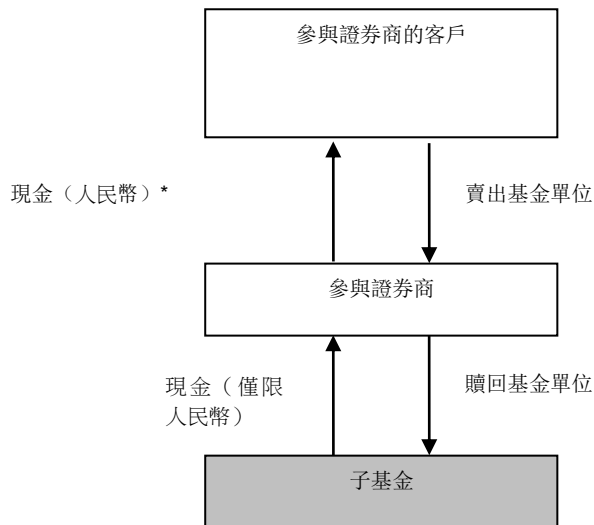 參與證券商的客戶
現金（人民幣）*
賣出基金單位
參與證券商
現金（僅限
人民幣）
贖回基金單位
子基金